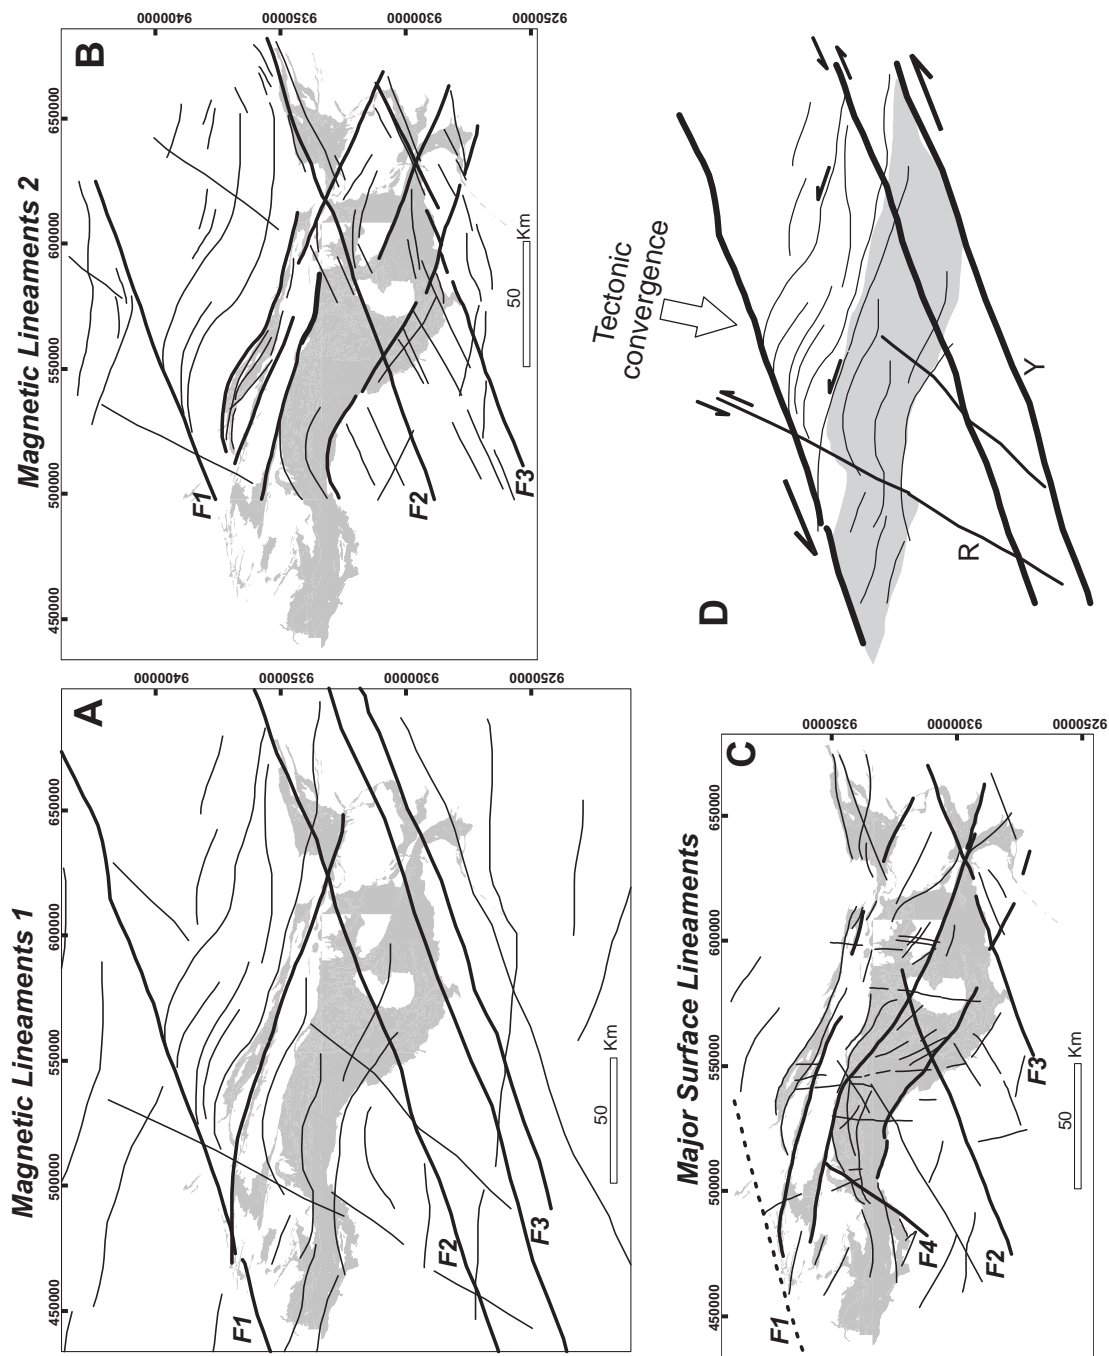 Magnetic Lineaments 1
A
450000
500000
550000
600000
650000
9400000
9350000
9300000
9250000
F1
F2
F3
50
Km
Magnetic Lineaments 2
B
450000
500000
550000
600000
650000
9400000
9350000
9300000
9250000
F1
F2
F3
50
Km
Major Surface Lineaments
C
450000
500000
550000
600000
650000
9350000
9300000
9250000
F1
F4
F2
F3
50
Km
D
Tectonic
convergence
R
Y